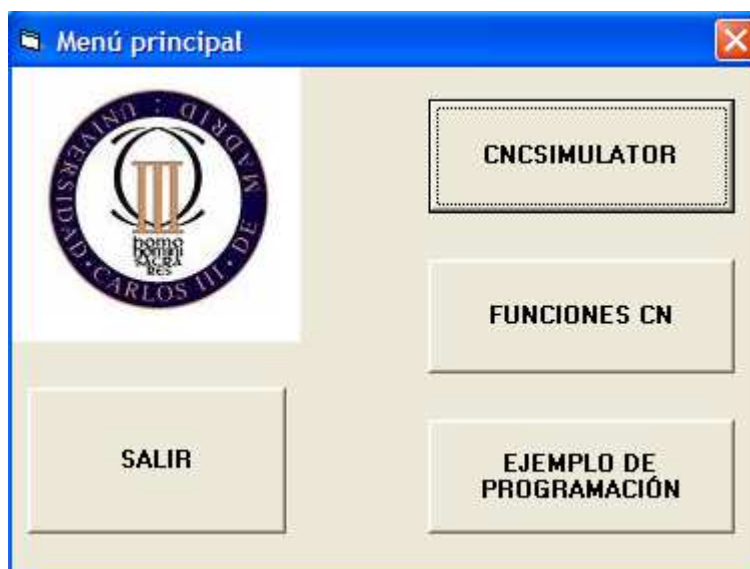 Menú principal
UNIVERSIDAD · CARLOS III · DE MADRID :
homo
homini
SACRA
RES
CNCSIMULATOR
FUNCIONES CN
SALIR
EJEMPLO DE
PROGRAMACIÓN